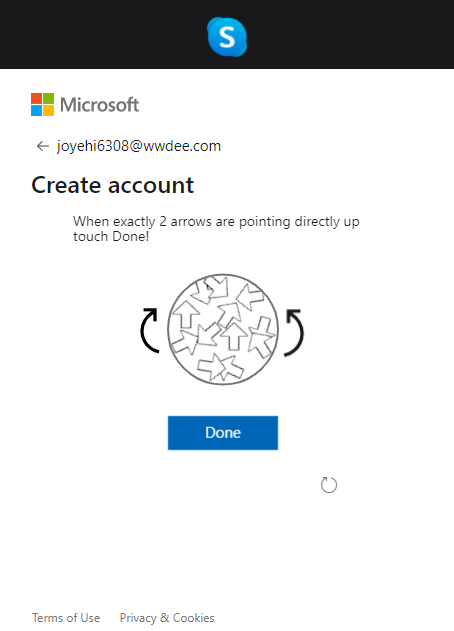 S
Microsoft
joyehi6308@wwdee.com
Create account
When exactly 2 arrows are pointing directly up
touch Done!
Done
Terms of Use Privacy & Cookies